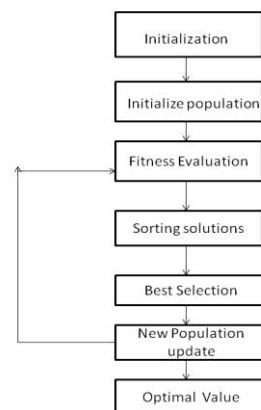 Initialization
Initialize population
Fitness Evaluation
Sorting solutions
Best Selection
New Population
update
Optimal Value